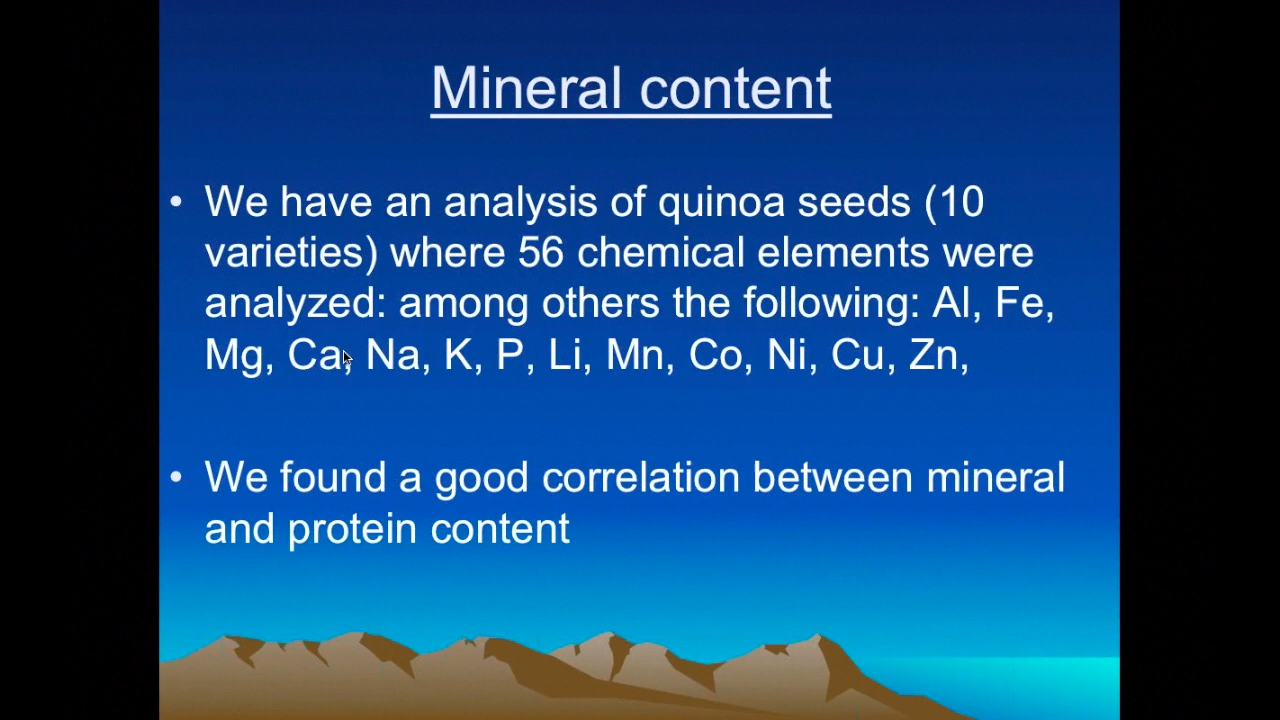 Mineral content
• We have an analysis of quinoa seeds (10
varieties) where 56 chemical elements were
analyzed: among others the following: Al, Fe,
Mg, Ca, Na, K, P, Li, Mn, Co, Ni, Cu, Zn,
• We found a good correlation between mineral
and protein content